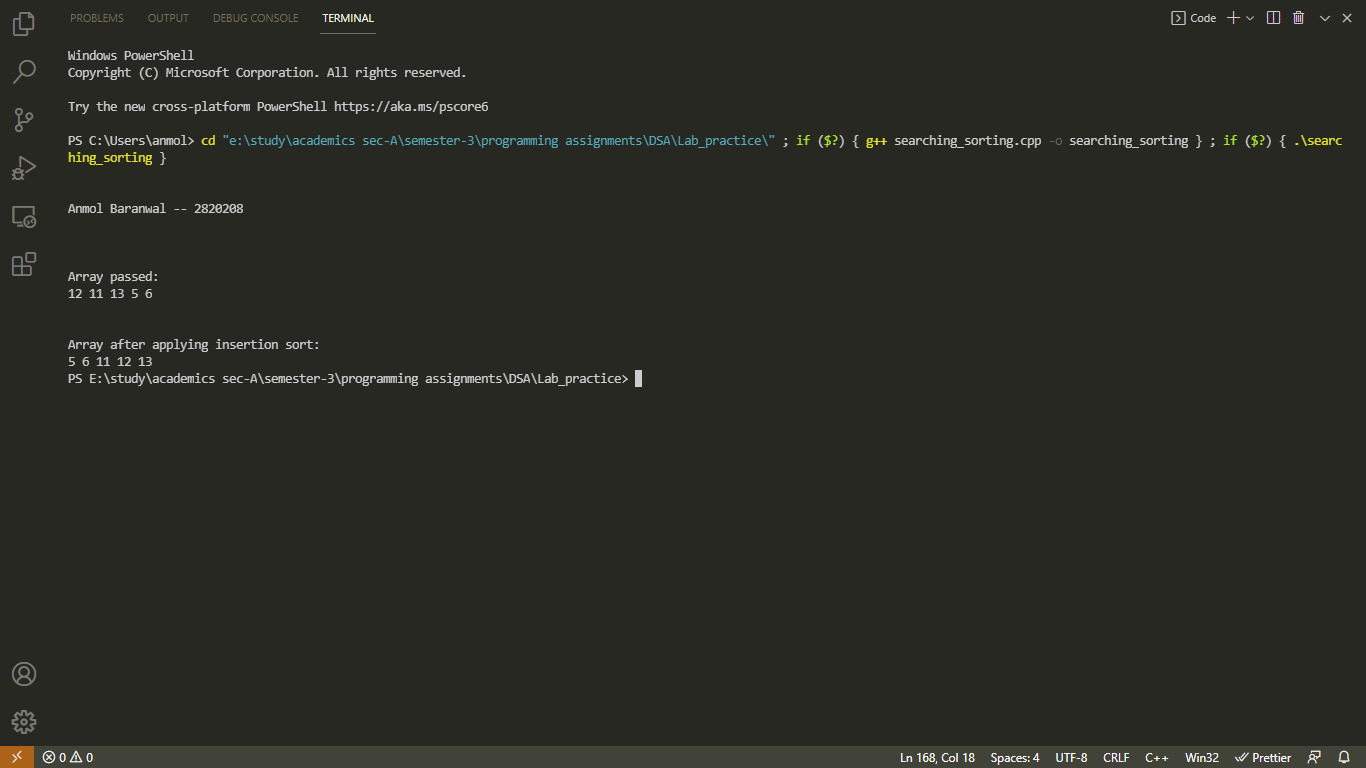 PROBLEMS OUTPUT DEBUG CONSOLE TERMINAL Code
Windows PowerShell
Copyright (C) Microsoft Corporation. All rights reserved.
Try the new cross-platform PowerShell https://aka.ms/pscore6
PS C:\Users\anmol> cd "e:\study\academics sec-A\semester-3\programming assignments\DSA\Lab_practice\" ; if ($?) { g++ searching_sorting.cpp -o searching_sorting } ; if ($?) { .\searc
hing_sorting }
Anmol Baranwal -- 2820208
Array passed:
12 11 13 5 6
Array after applying insertion sort:
5 6 11 12 13
PS E:\study\academics sec-A\semester-3\programming assignments\DSA\Lab_practice>
0 0 Ln 168, Col 18 Spaces: 4 UTF-8 CRLF C++ Win32 Prettier